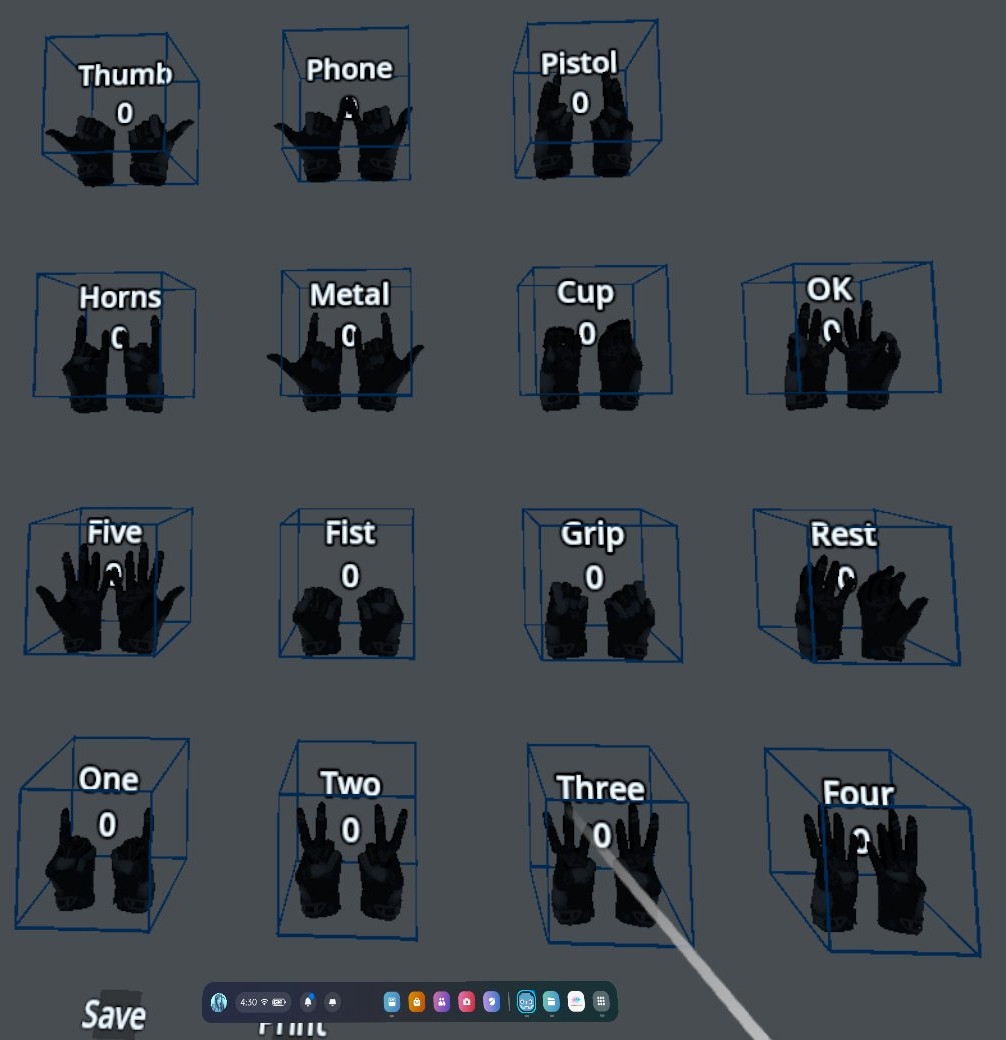 Thumb
0
Phone
0
Pistol
0
Horns
0
Metal
0
Cup
0
OK
0
Five
0
Fist
0
Grip
0
Rest
0
One
0
Two
0
Three
0
Four
0
4:30
Save
Print